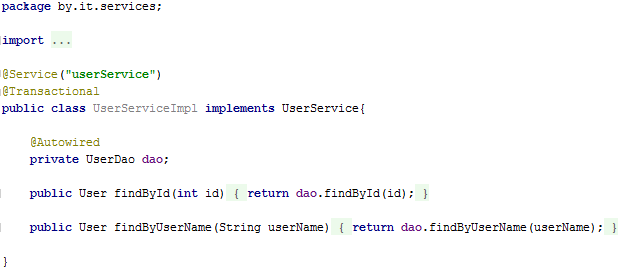 package by.it.services;
import ...
@Service("userService")
@Transactional
public class UserServiceImpl implements UserService{
@Autowired
private UserDao dao;
public User findById(int id) { return dao.findById(id); }
public User findByUserName(String userName) { return dao.findByUserName(userName); }
}